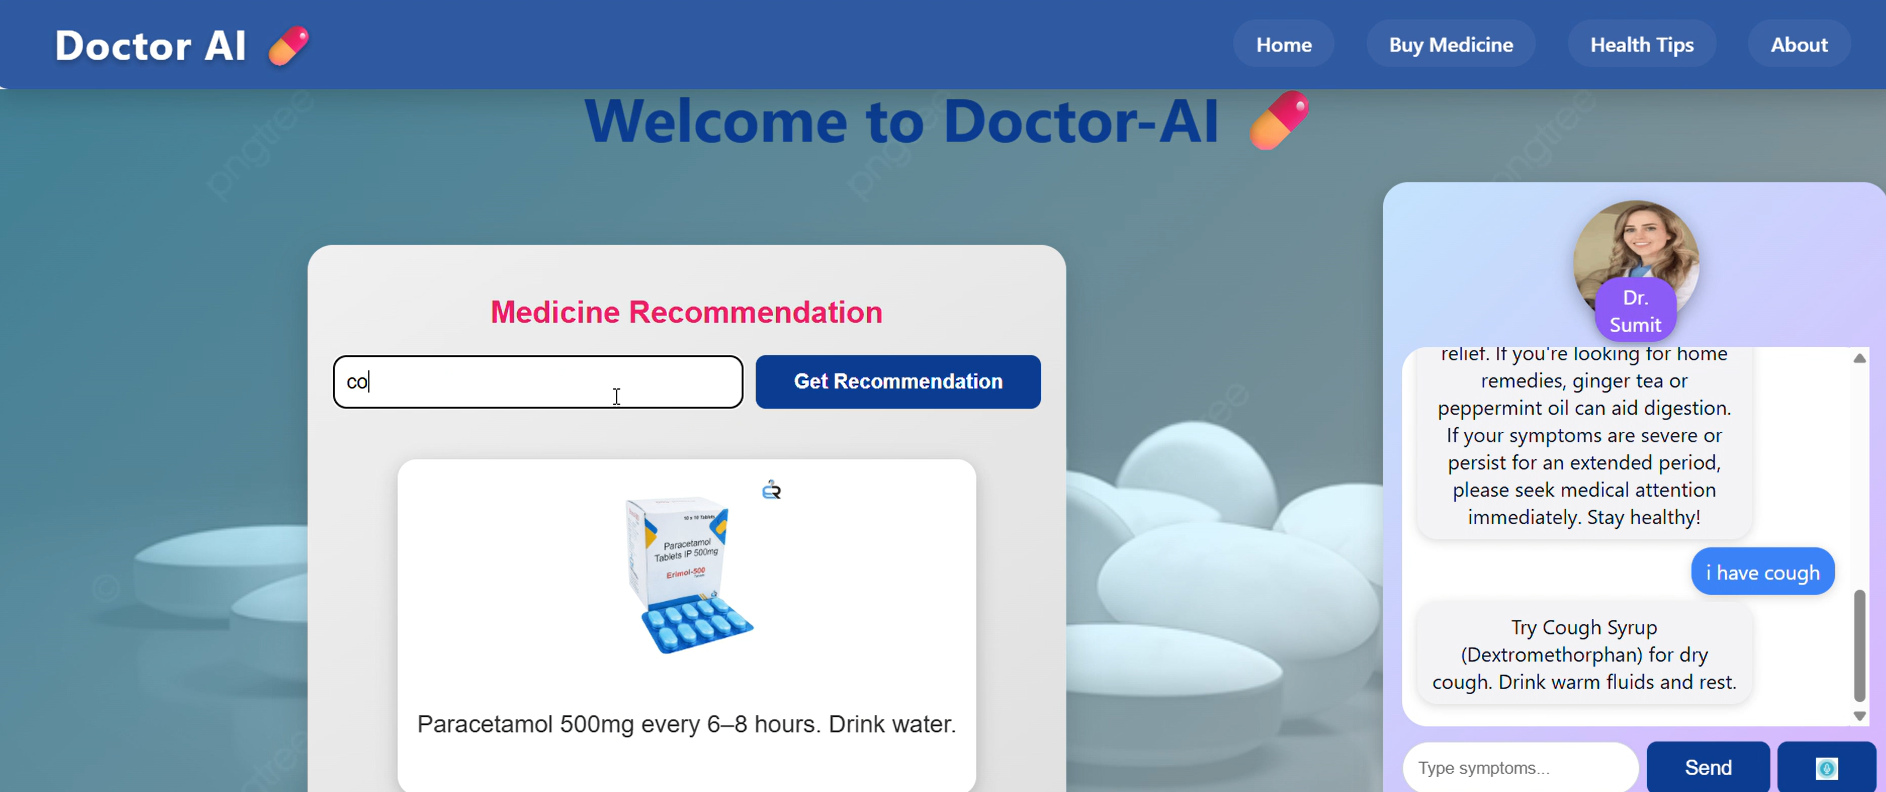 Doctor AI
Home
Buy Medicine
Health Tips
About
Welcome to Doctor-AI
Medicine Recommendation
co
Get Recommendation
10 x 10 Tablets
Paracetamol
Tablets IP 500mg
Erimol-500
Paracetamol 500mg every 6–8 hours. Drink water.
Dr.
Sumit
relief. If you're looking for home
remedies, ginger tea or
peppermint oil can aid digestion.
If your symptoms are severe or
persist for an extended period,
please seek medical attention
immediately. Stay healthy!
i have cough
Try Cough Syrup
(Dextromethorphan) for dry
cough. Drink warm fluids and rest.
Type symptoms...
Send
pngtree
pngtree
pngtree